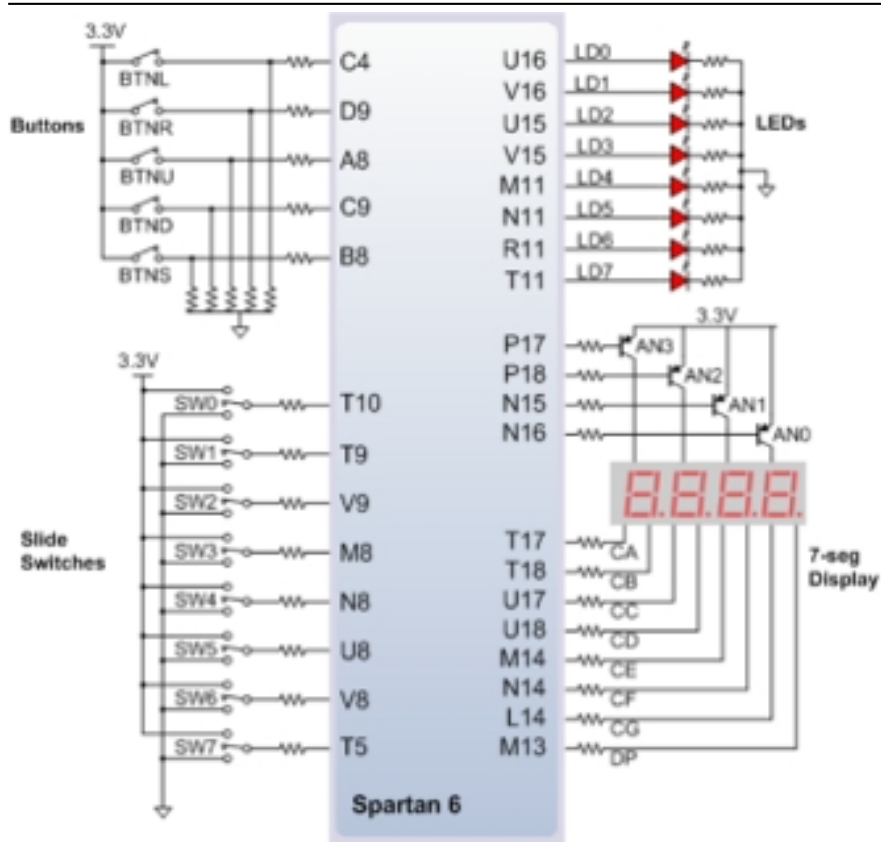 3.3V
BTNL
C4
BTNR
D9
Buttons
BTNU
A8
BTND
C9
BTNS
B8
3.3V
SW0
T10
SW1
T9
SW2
V9
Slide
Switches
SW3
M8
SW4
N8
SW5
U8
SW6
V8
SW7
T5
Spartan 6
U16 LD0
V16 LD1
U15 LD2
LEDs
V15 LD3
M11 LD4
N11 LD5
R11 LD6
T11 LD7
3.3V
P17 AN3
P18 AN2
N15 AN1
N16 AN0
8.8.8.8.
T17 CA
T18 CB
U17 CC
U18 CD
M14 CE
N14 CF
L14 CG
M13 DP
7-seg
Display